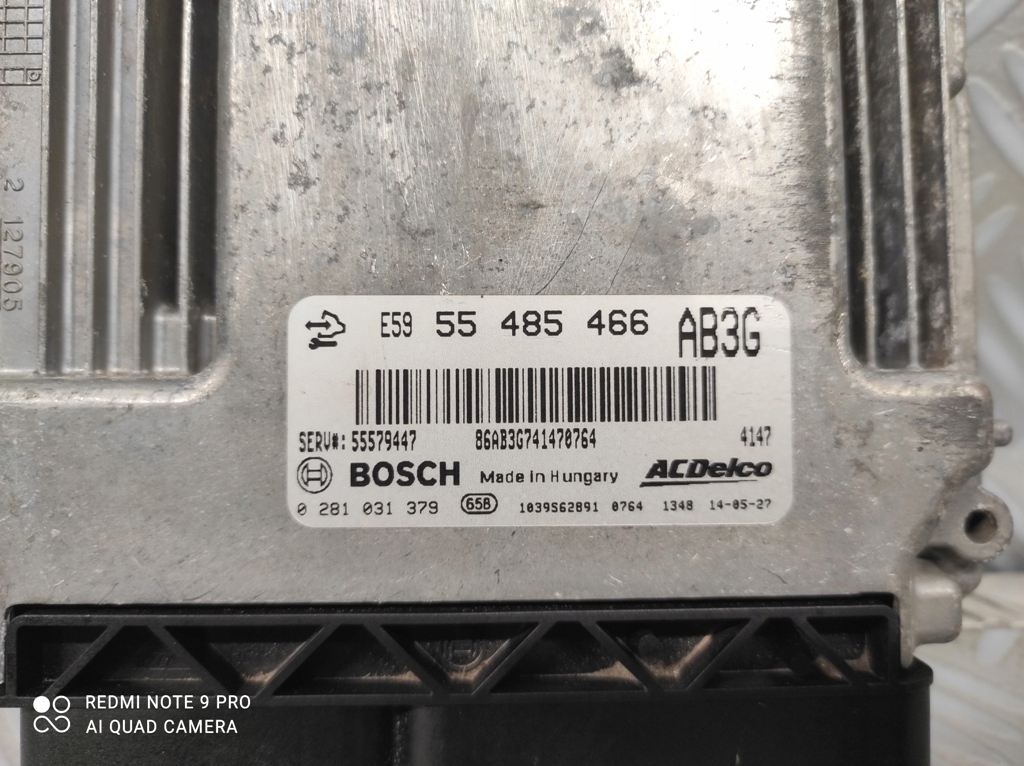 2 127905
E59 55 485 466 AB3G
SERV#: 55579447 86AB3G741470764 4147
BOSCH Made in Hungary ACDelco
0 281 031 379 65B 1039S62891 0764 1348 14-05-27
REDMI NOTE 9 PRO
AI QUAD CAMERA